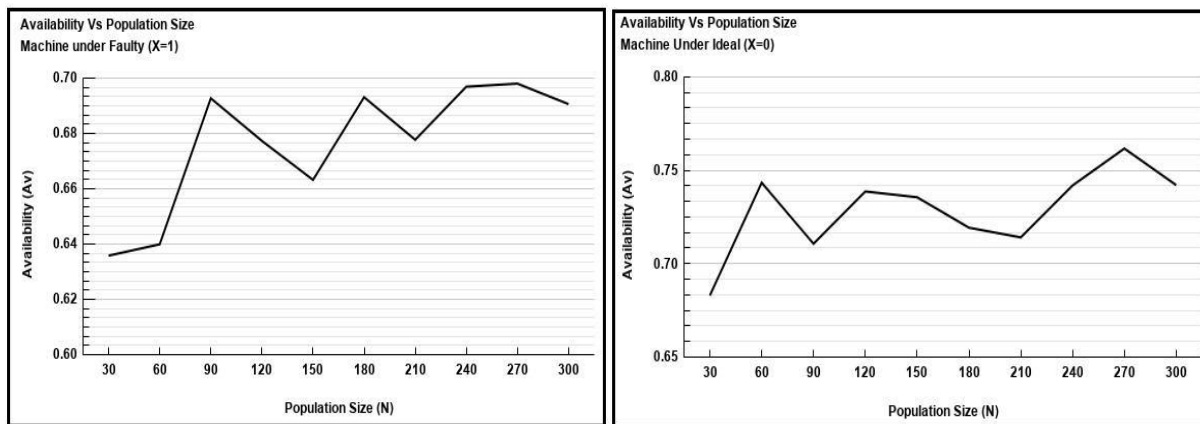 Availability Vs Population Size
Machine under Faulty (X=1)
Availability (Av)
0.70
0.68
0.66
0.64
0.62
0.60
30 60 90 120 150 180 210 240 270 300
Population Size (N)
Availability Vs Population Size
Machine Under Ideal (X=0)
Availability (Av)
0.80
0.75
0.70
0.65
30 60 90 120 150 180 210 240 270 300
Population Size (N)